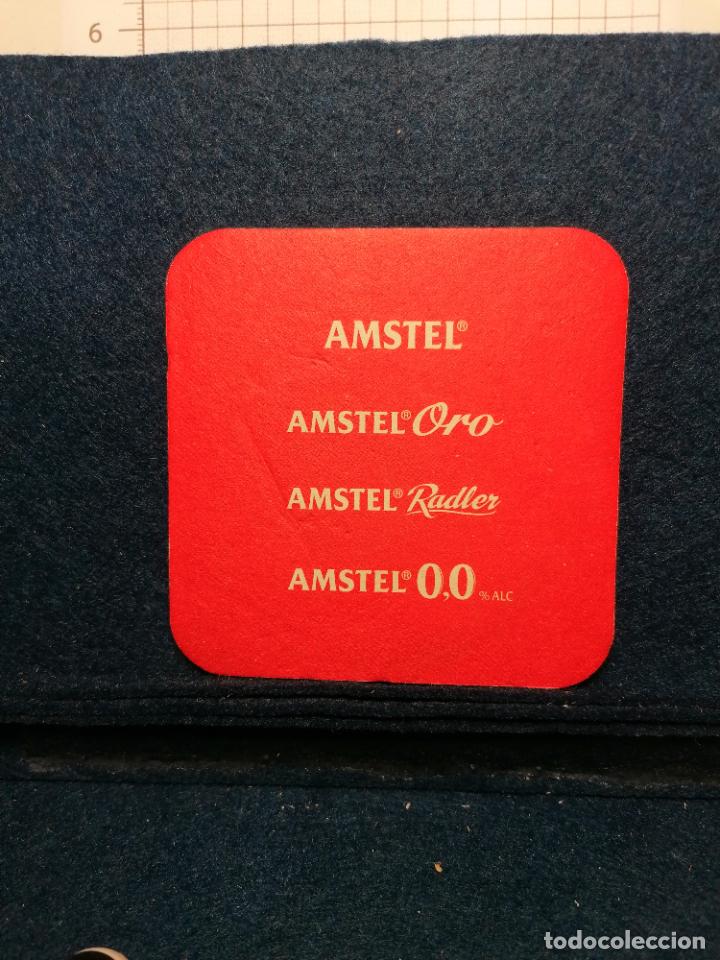 6
AMSTEL®
AMSTEL® Oro
AMSTEL® Radler
AMSTEL® 0,0 % ALC
todocoleccion